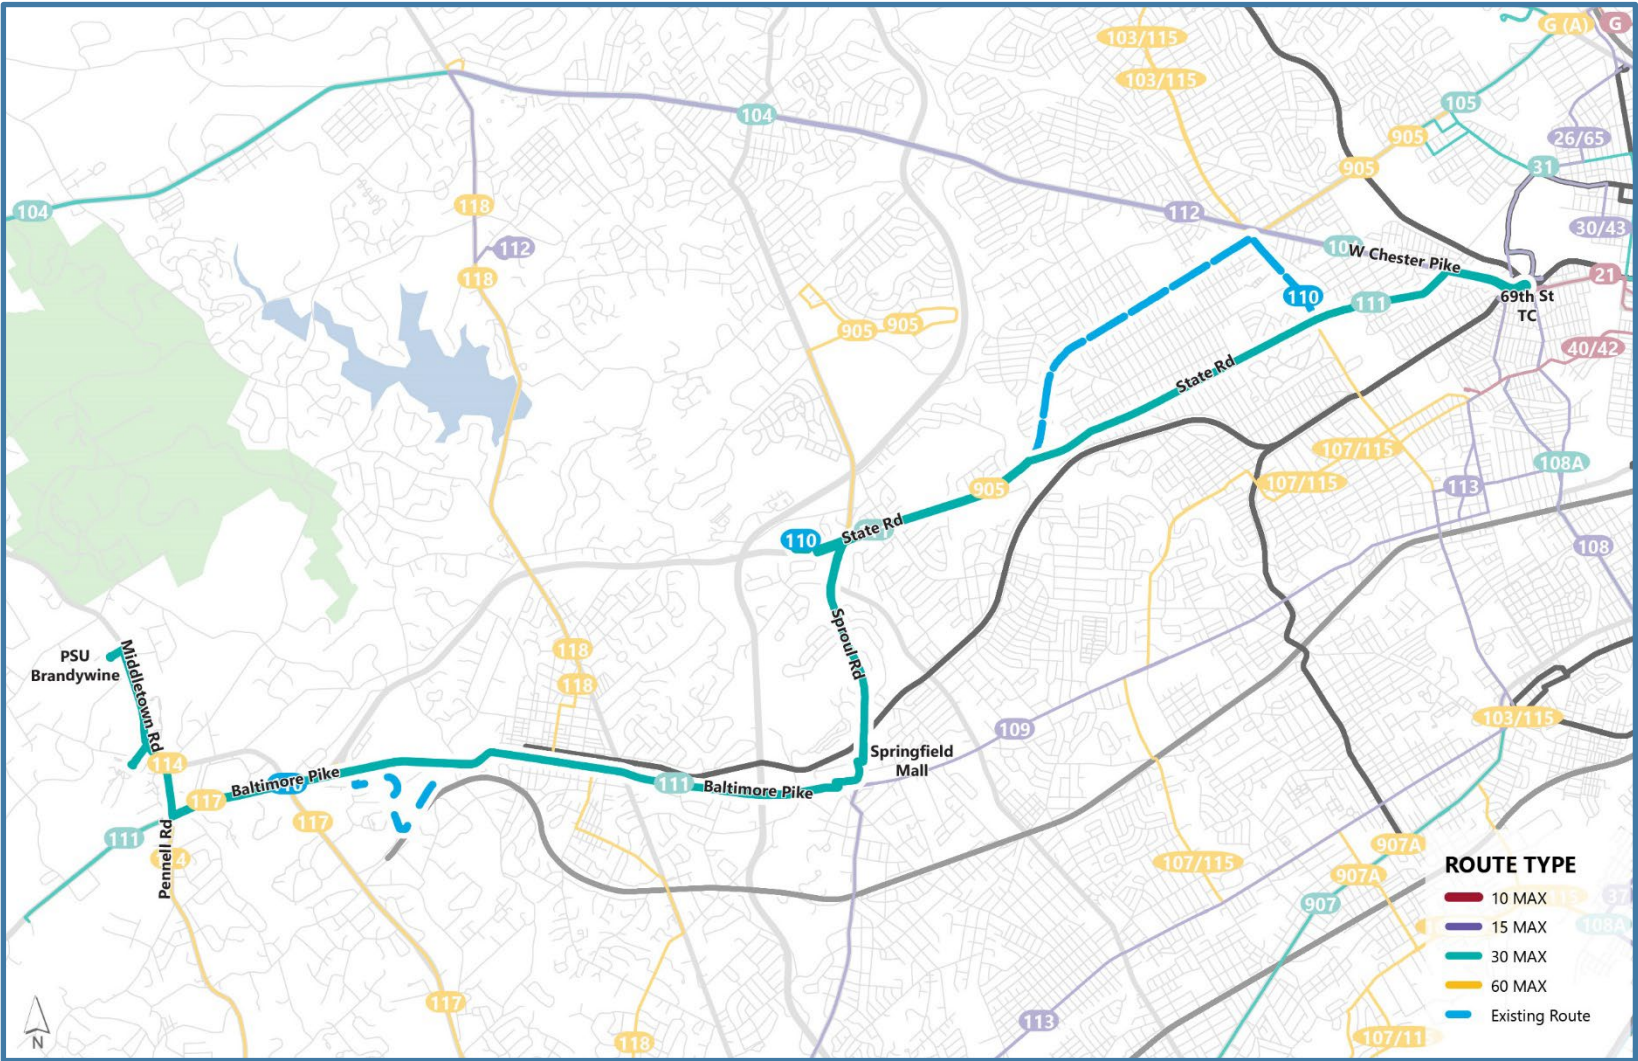 G (A)
G
103/115
103/115
105
104
905
26/65
905
31
118
104
112
30/43
112
W Chester Pike
21
118
110
111
69th St
TC
905
905
40/42
State Rd
107/115
108A
107/115
113
905
State Rd
110
108
Sproul Rd
118
PSU
Brandywine
Middletown Rd
118
103/115
109
114
Springfield
Mall
Baltimore Pike
111
Baltimore Pike
117
117
111
Pennell Rd
907A
107/115
907A
ROUTE TYPE
10 MAX
907
15 MAX
108A
30 MAX
60 MAX
117
Existing Route
113
118
107/11
N